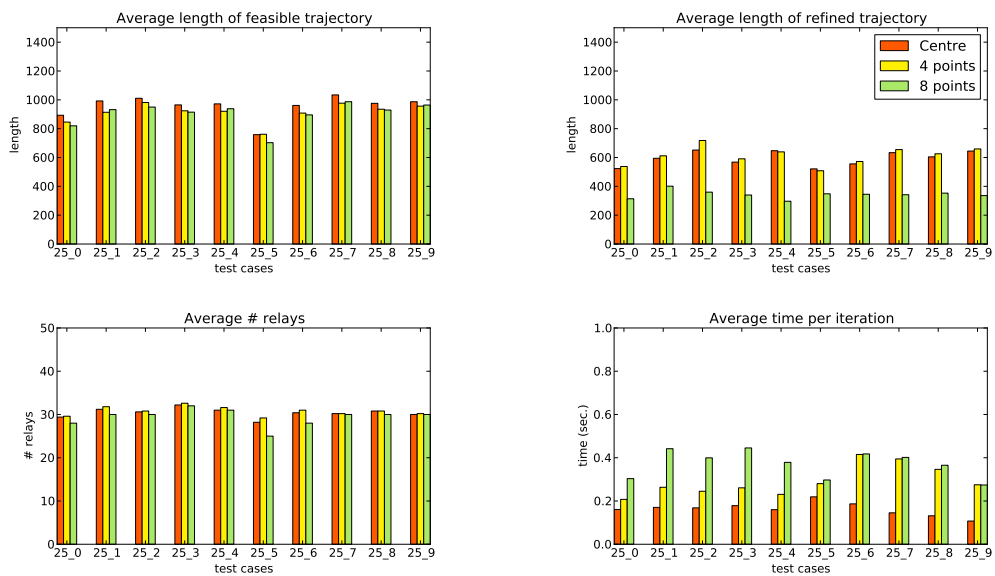 Average length of feasible trajectory
1400
1200
1000
800
600
400
200
0
length
25_0 25_1 25_2 25_3 25_4 25_5 25_6 25_7 25_8 25_9
test cases
Average length of refined trajectory
Centre
4 points
8 points
1400
1200
1000
800
600
400
200
0
length
25_0 25_1 25_2 25_3 25_4 25_5 25_6 25_7 25_8 25_9
test cases
Average # relays
50
40
30
20
10
0
# relays
25_0 25_1 25_2 25_3 25_4 25_5 25_6 25_7 25_8 25_9
test cases
Average time per iteration
1.0
0.8
0.6
0.4
0.2
0.0
time (sec.)
25_0 25_1 25_2 25_3 25_4 25_5 25_6 25_7 25_8 25_9
test cases